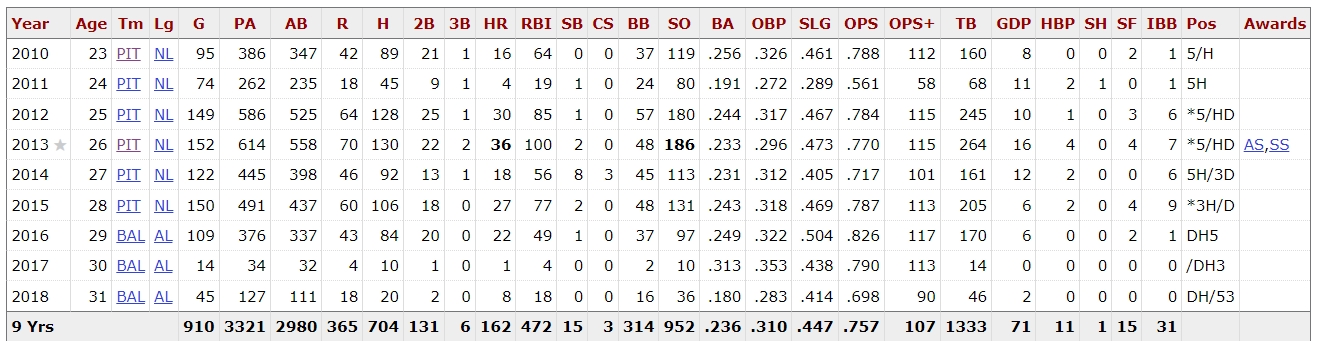 Year Age Tm Lg G PA AB R H 2B 3B HR RBI SB CS BB SO BA OBP SLG OPS OPS+ TB GDP HBP SH SF IBB Pos Awards
2010 23 PIT NL 95 386 347 42 89 21 1 16 64 0 0 37 119 .256 .326 .461 .788 112 160 8 0 0 2 1 5/H
2011 24 PIT NL 74 262 235 18 45 9 1 4 19 1 0 24 80 .191 .272 .289 .561 58 68 11 2 1 0 1 5H
2012 25 PIT NL 149 586 525 64 128 25 1 30 85 1 0 57 180 .244 .317 .467 .784 115 245 10 1 0 3 6 *5/HD
2013 ★ 26 PIT NL 152 614 558 70 130 22 2 36 100 2 0 48 186 .233 .296 .473 .770 115 264 16 4 0 4 7 *5/HD AS,SS
2014 27 PIT NL 122 445 398 46 92 13 1 18 56 8 3 45 113 .231 .312 .405 .717 101 161 12 2 0 0 6 5H/3D
2015 28 PIT NL 150 491 437 60 106 18 0 27 77 2 0 48 131 .243 .318 .469 .787 113 205 6 2 0 4 9 *3H/D
2016 29 BAL AL 109 376 337 43 84 20 0 22 49 1 0 37 97 .249 .322 .504 .826 117 170 6 0 0 2 1 DH5
2017 30 BAL AL 14 34 32 4 10 1 0 1 4 0 0 2 10 .313 .353 .438 .790 113 14 0 0 0 0 0 /DH3
2018 31 BAL AL 45 127 111 18 20 2 0 8 18 0 0 16 36 .180 .283 .414 .698 90 46 2 0 0 0 0 DH/53
9 Yrs 910 3321 2980 365 704 131 6 162 472 15 3 314 952 .236 .310 .447 .757 107 1333 71 11 1 15 31